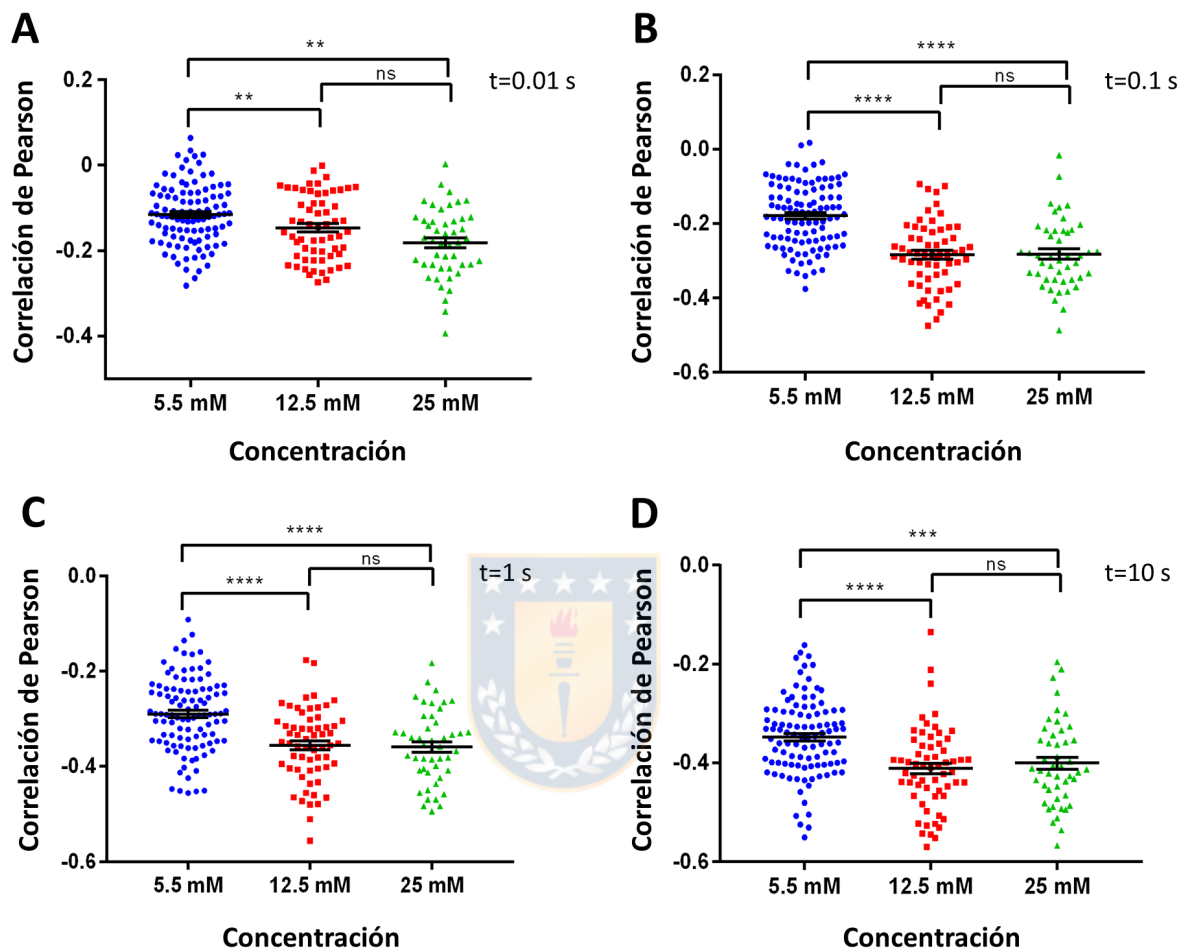 A
**
**
ns
t=0.01 s
Correlación de Pearson
0.2
0
-0.2
-0.4
5.5 mM 12.5 mM 25 mM
Concentración
B
****
****
ns
t=0.1 s
Correlación de Pearson
0.2
0.0
-0.2
-0.4
-0.6
5.5 mM 12.5 mM 25 mM
Concentración
C
****
****
ns
t=1 s
Correlación de Pearson
0.0
-0.2
-0.4
-0.6
5.5 mM 12.5 mM 25 mM
Concentración
D
***
****
ns
t=10 s
Correlación de Pearson
0.0
-0.2
-0.4
-0.6
5.5 mM 12.5 mM 25 mM
Concentración